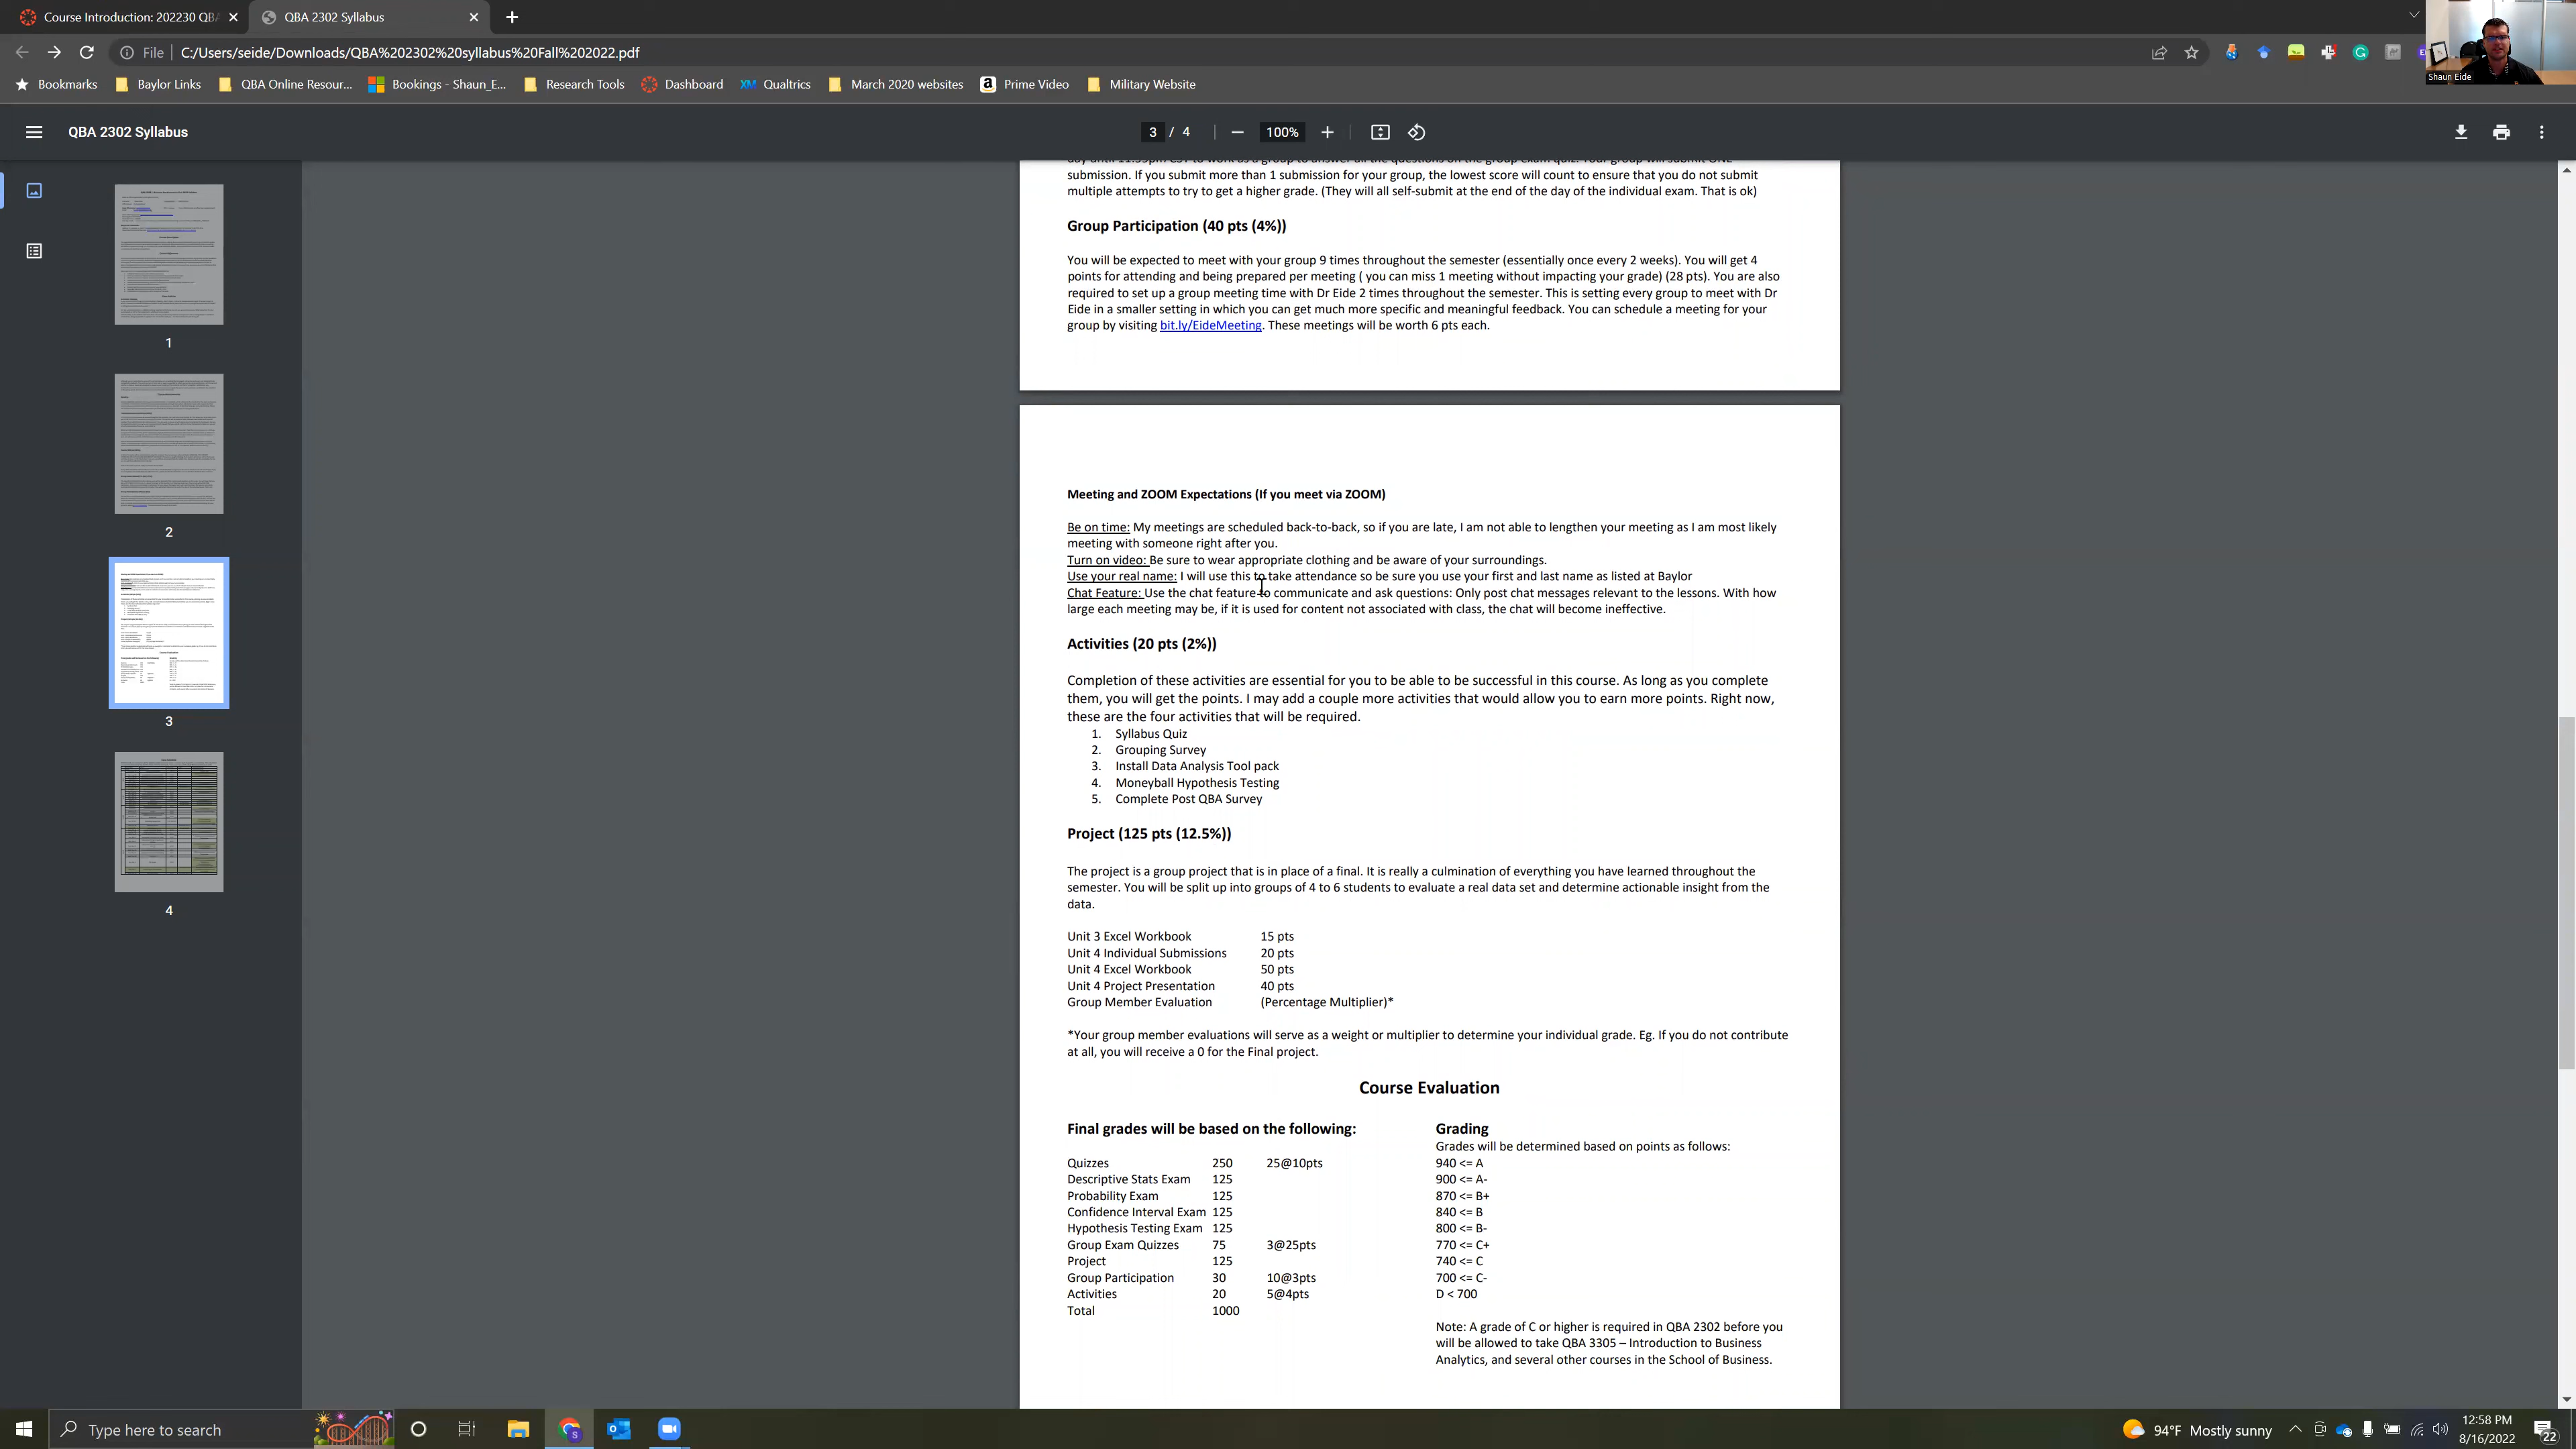 Course Introduction: 202230 QBA
QBA 2302 Syllabus
File
C:/Users/seide/Downloads/QBA%202302%20syllabus%20Fall%202022.pdf
Bookmarks
Baylor Links
QBA Online Resour...
Bookings - Shaun_E...
Research Tools
Dashboard
XM Qualtrics
March 2020 websites
Prime Video
Military Website
Shaun Eide
QBA 2302 Syllabus
3 / 4
100%
1
2
3
4
submission. If you submit more than 1 submission for your group, the lowest score will count to ensure that you do not submit
multiple attempts to try to get a higher grade. (They will all self-submit at the end of the day of the individual exam. That is ok)
Group Participation (40 pts (4%))
You will be expected to meet with your group 9 times throughout the semester (essentially once every 2 weeks). You will get 4
points for attending and being prepared per meeting ( you can miss 1 meeting without impacting your grade) (28 pts). You are also
required to set up a group meeting time with Dr Eide 2 times throughout the semester. This is setting every group to meet with Dr
Eide in a smaller setting in which you can get much more specific and meaningful feedback. You can schedule a meeting for your
group by visiting bit.ly/EideMeeting. These meetings will be worth 6 pts each.
Meeting and ZOOM Expectations (If you meet via ZOOM)
Be on time: My meetings are scheduled back-to-back, so if you are late, I am not able to lengthen your meeting as I am most likely
meeting with someone right after you.
Turn on video: Be sure to wear appropriate clothing and be aware of your surroundings.
Use your real name: I will use this to take attendance so be sure you use your first and last name as listed at Baylor
Chat Feature: Use the chat feature to communicate and ask questions: Only post chat messages relevant to the lessons. With how
large each meeting may be, if it is used for content not associated with class, the chat will become ineffective.
Activities (20 pts (2%))
Completion of these activities are essential for you to be able to be successful in this course. As long as you complete
them, you will get the points. I may add a couple more activities that would allow you to earn more points. Right now,
these are the four activities that will be required.
1. Syllabus Quiz
2. Grouping Survey
3. Install Data Analysis Tool pack
4. Moneyball Hypothesis Testing
5. Complete Post QBA Survey
Project (125 pts (12.5%))
The project is a group project that is in place of a final. It is really a culmination of everything you have learned throughout the
semester. You will be split up into groups of 4 to 6 students to evaluate a real data set and determine actionable insight from the
data.
Unit 3 Excel Workbook 15 pts
Unit 4 Individual Submissions 20 pts
Unit 4 Excel Workbook 50 pts
Unit 4 Project Presentation 40 pts
Group Member Evaluation (Percentage Multiplier)*
*Your group member evaluations will serve as a weight or multiplier to determine your individual grade. Eg. If you do not contribute
at all, you will receive a 0 for the Final project.
Course Evaluation
Final grades will be based on the following:
Quizzes 250 25@10pts
Descriptive Stats Exam 125
Probability Exam 125
Confidence Interval Exam 125
Hypothesis Testing Exam 125
Group Exam Quizzes 75 3@25pts
Project 125
Group Participation 30 10@3pts
Activities 20 5@4pts
Total 1000
Grading
Grades will be determined based on points as follows:
940 <= A
900 <= A-
870 <= B+
840 <= B
800 <= B-
770 <= C+
740 <= C
700 <= C-
D < 700
Note: A grade of C or higher is required in QBA 2302 before you
will be allowed to take QBA 3305 – Introduction to Business
Analytics, and several other courses in the School of Business.
Type here to search
94°F Mostly sunny
12:58 PM
8/16/2022
22